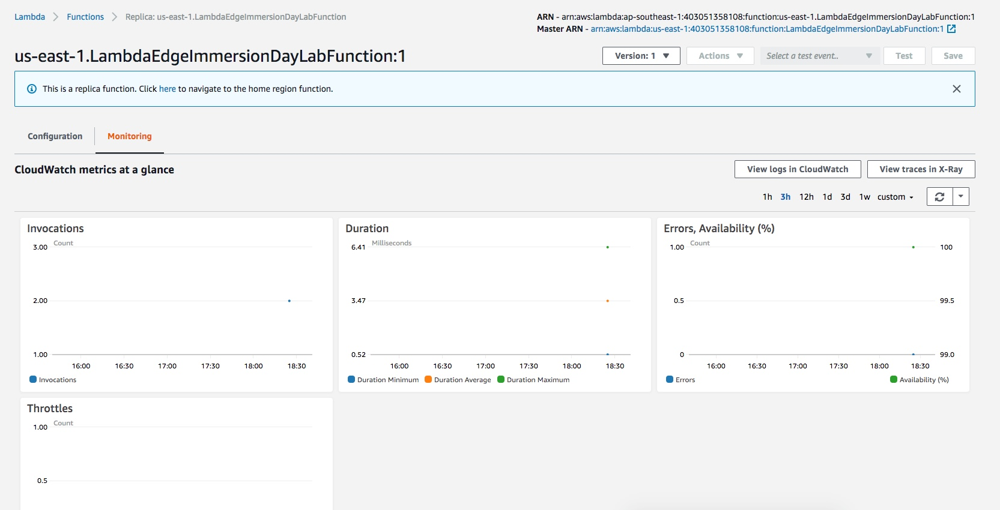 Lambda > Functions > Replica: us-east-1.LambdaEdgeImmersionDayLabFunction
ARN - arn:aws:lambda:ap-southeast-1:403051358108:function:us-east-1.LambdaEdgeImmersionDayLabFunction:1
Master ARN - arn:aws:lambda:us-east-1:403051358108:function:LambdaEdgeImmersionDayLabFunction:1
us-east-1.LambdaEdgeImmersionDayLabFunction:1
Version: 1 Actions Select a test event.. Test Save
This is a replica function. Click here to navigate to the home region function.
Configuration Monitoring
CloudWatch metrics at a glance
View logs in CloudWatch View traces in X-Ray
1h 3h 12h 1d 3d 1w custom
Invocations
Count
3.00
2.00
1.00
16:00 16:30 17:00 17:30 18:00 18:30
Invocations
Duration
Milliseconds
6.41
3.47
0.52
16:00 16:30 17:00 17:30 18:00 18:30
Duration Minimum Duration Average Duration Maximum
Errors, Availability (%)
Count
1.00 100
0.5 99.5
0 99.0
16:00 16:30 17:00 17:30 18:00 18:30
Errors Availability (%)
Throttles
Count
1.00
0.5